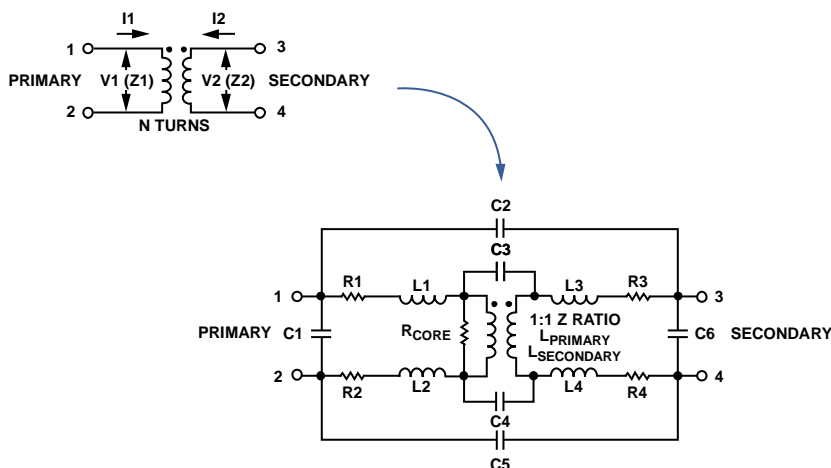 I1 I2
1 3
PRIMARY V1 (Z1) V2 (Z2) SECONDARY
2 4
N TURNS
C2
C3
1 R1 L1 L3 R3 3
PRIMARY C1 RCORE 1:1 Z RATIO C6 SECONDARY
LPRIMARY
LSECONDARY
2 R2 L2 L4 R4 4
C4
C5